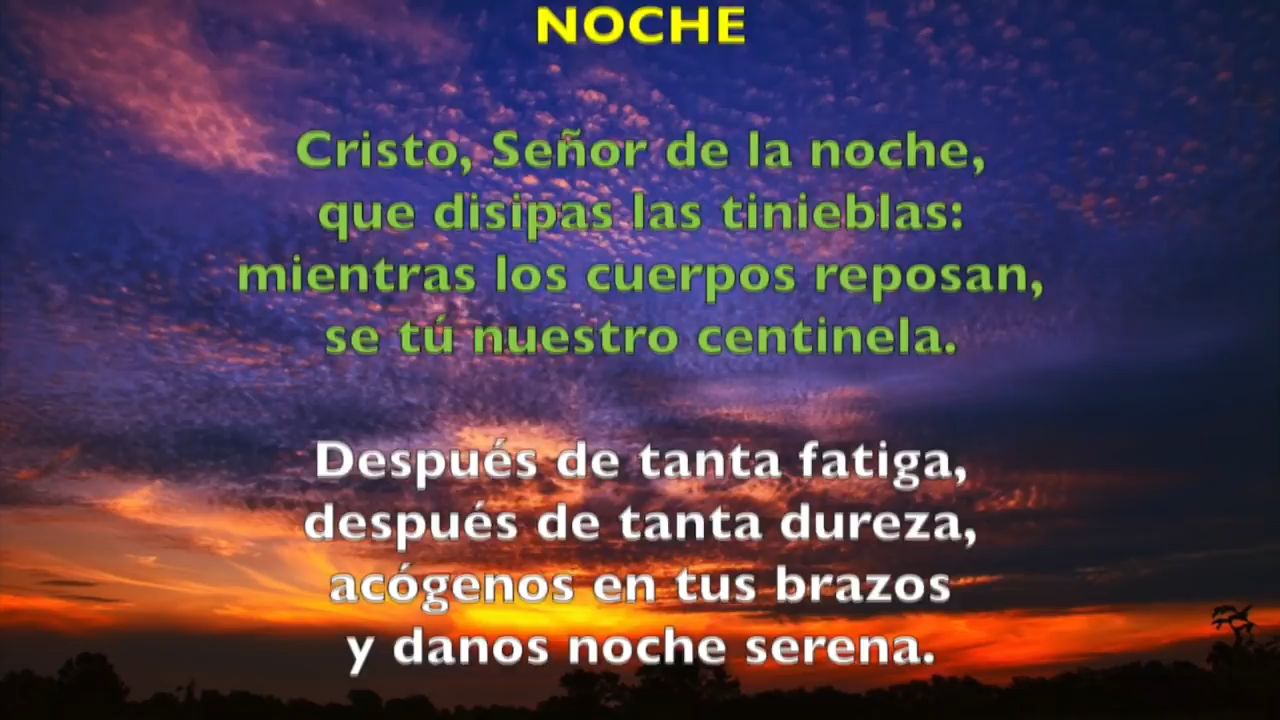 NOCHE
Cristo, Señor de la noche,
que disipas las tinieblas:
mientras los cuerpos reposan,
se tú nuestro centinela.
Después de tanta fatiga,
después de tanta dureza,
acógenos en tus brazos
y danos noche serena.